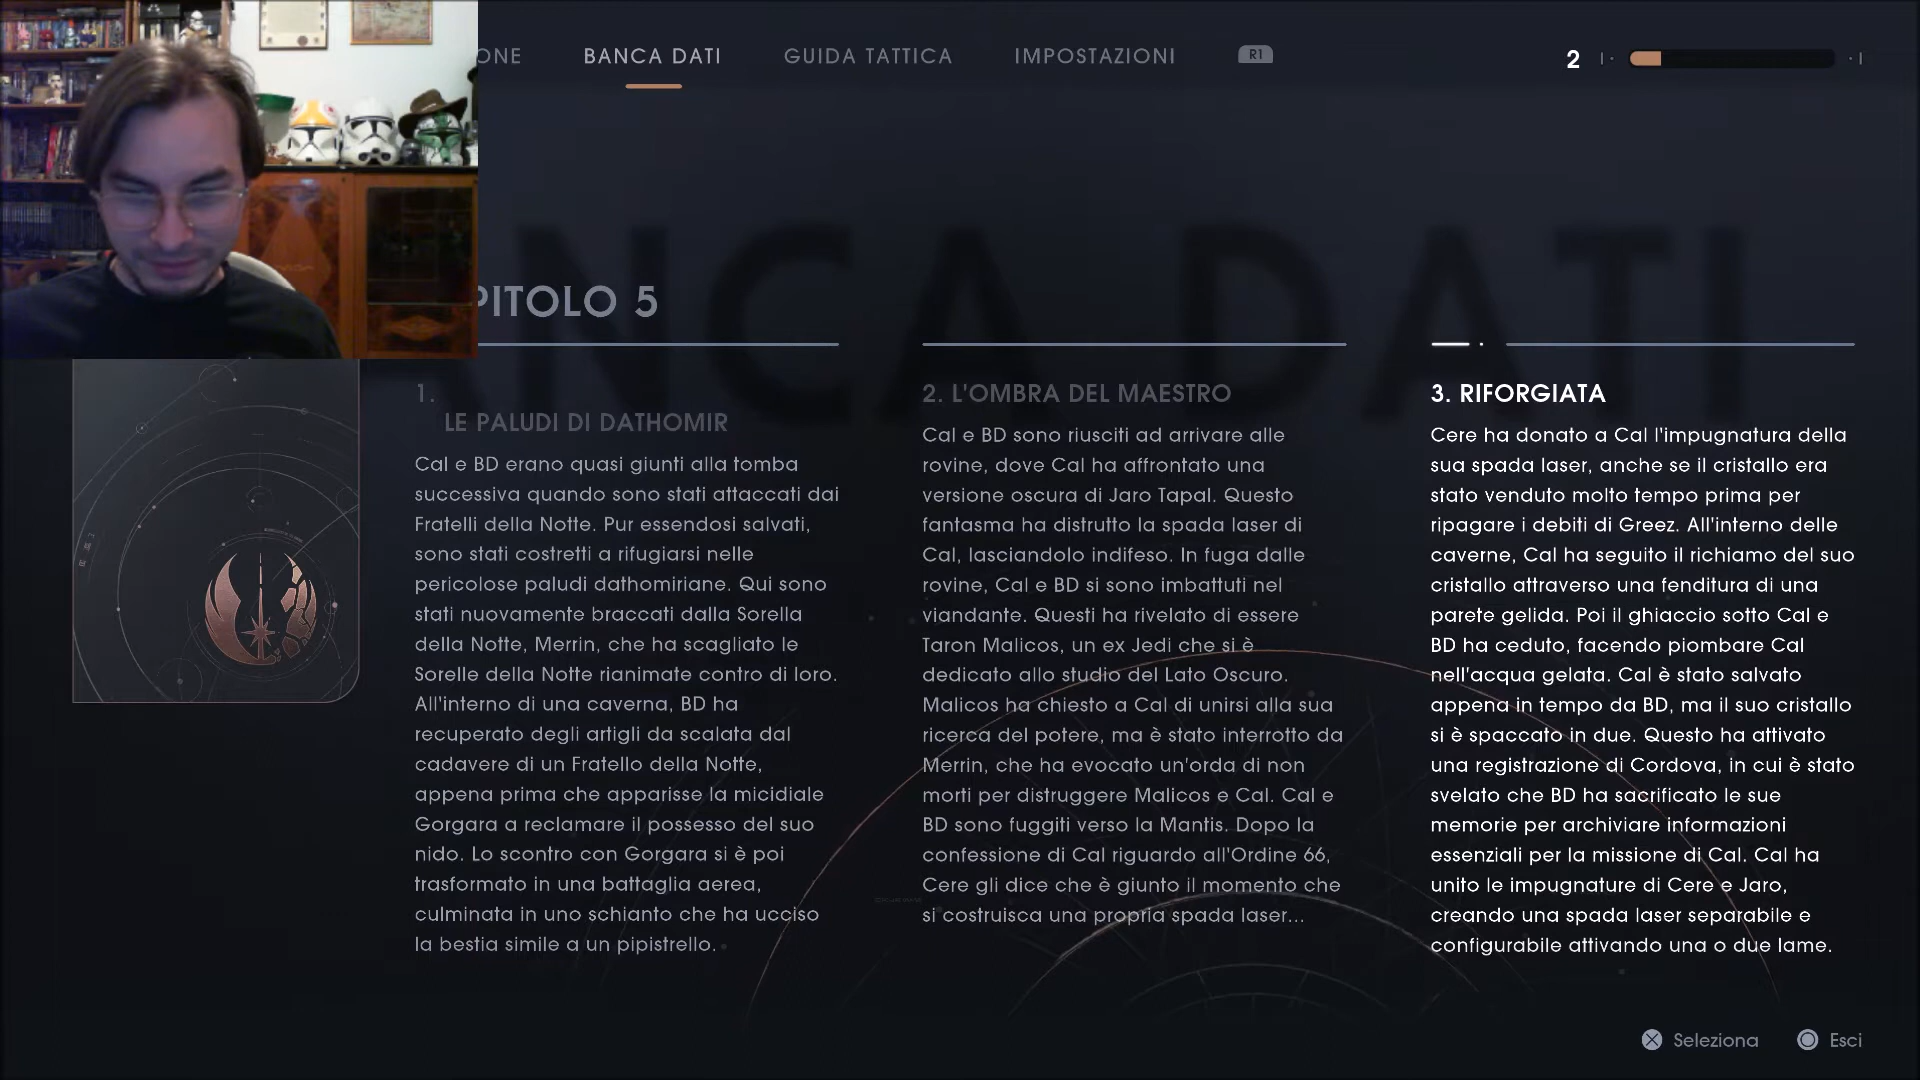 ONE
BANCA DATI
GUIDA TATTICA
IMPOSTAZIONI
R1
2
NCA DATI
PITOLO 5
1.
LE PALUDI DI DATHOMIR
Cal e BD erano quasi giunti alla tomba
successiva quando sono stati attaccati dai
Fratelli della Notte. Pur essendosi salvati,
sono stati costretti a rifugiarsi nelle
pericolose paludi dathomiriane. Qui sono
stati nuovamente braccati dalla Sorella
della Notte, Merrin, che ha scagliato le
Sorelle della Notte rianimate contro di loro.
All'interno di una caverna, BD ha
recuperato degli artigli da scalata dal
cadavere di un Fratello della Notte,
appena prima che apparisse la micidiale
Gorgara a reclamare il possesso del suo
nido. Lo scontro con Gorgara si è poi
trasformato in una battaglia aerea,
culminata in uno schianto che ha ucciso
la bestia simile a un pipistrello.
2. L'OMBRA DEL MAESTRO
Cal e BD sono riusciti ad arrivare alle
rovine, dove Cal ha affrontato una
versione oscura di Jaro Tapal. Questo
fantasma ha distrutto la spada laser di
Cal, lasciandolo indifeso. In fuga dalle
rovine, Cal e BD si sono imbattuti nel
viandante. Questi ha rivelato di essere
Taron Malicos, un ex Jedi che si è
dedicato allo studio del Lato Oscuro.
Malicos ha chiesto a Cal di unirsi alla sua
ricerca del potere, ma è stato interrotto da
Merrin, che ha evocato un'orda di non
morti per distruggere Malicos e Cal. Cal e
BD sono fuggiti verso la Mantis. Dopo la
confessione di Cal riguardo all'Ordine 66,
Cere gli dice che è giunto il momento che
si costruisca una propria spada laser...
3. RIFORGIATA
Cere ha donato a Cal l'impugnatura della
sua spada laser, anche se il cristallo era
stato venduto molto tempo prima per
ripagare i debiti di Greez. All'interno delle
caverne, Cal ha seguito il richiamo del suo
cristallo attraverso una fenditura di una
parete gelida. Poi il ghiaccio sotto Cal e
BD ha ceduto, facendo piombare Cal
nell'acqua gelata. Cal è stato salvato
appena in tempo da BD, ma il suo cristallo
si è spaccato in due. Questo ha attivato
una registrazione di Cordova, in cui è stato
svelato che BD ha sacrificato le sue
memorie per archiviare informazioni
essenziali per la missione di Cal. Cal ha
unito le impugnature di Cere e Jaro,
creando una spada laser separabile e
configurabile attivando una o due lame.
Seleziona
Esci